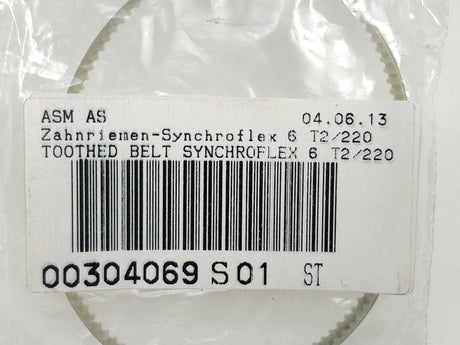 ASM AS 04.06.13
Zahnriemen-Synchroflex 6 T2/220
TOOTHED BELT SYNCHROFLEX 6 T2/220
00304069 S01 ST